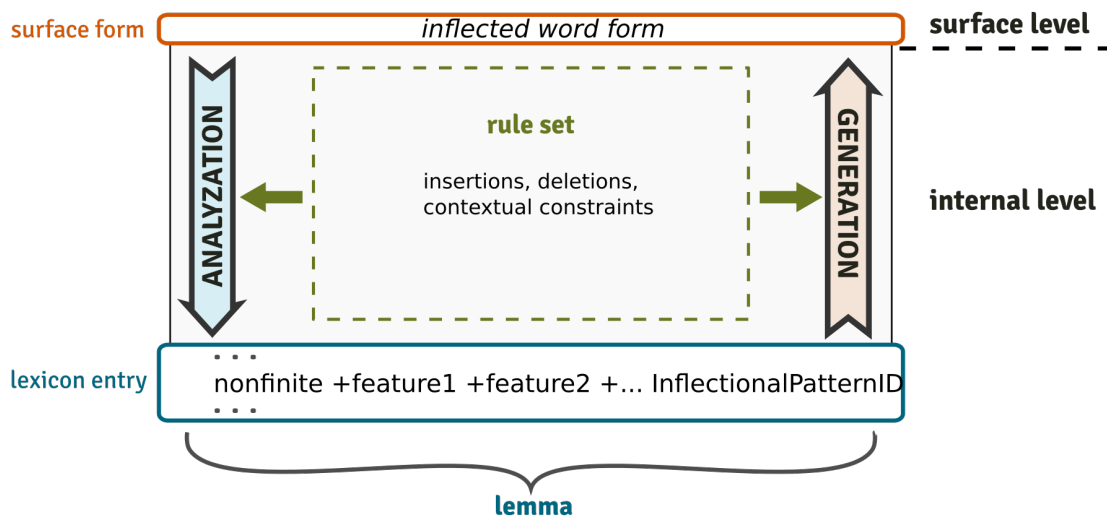 surface form
inflected word form
surface level
ANALYZATION
rule set
insertions, deletions,
contextual constraints
GENERATION
internal level
lexicon entry
. . .
nonfinite +feature1 +feature2 +... InflectionalPatternID
. . .
lemma